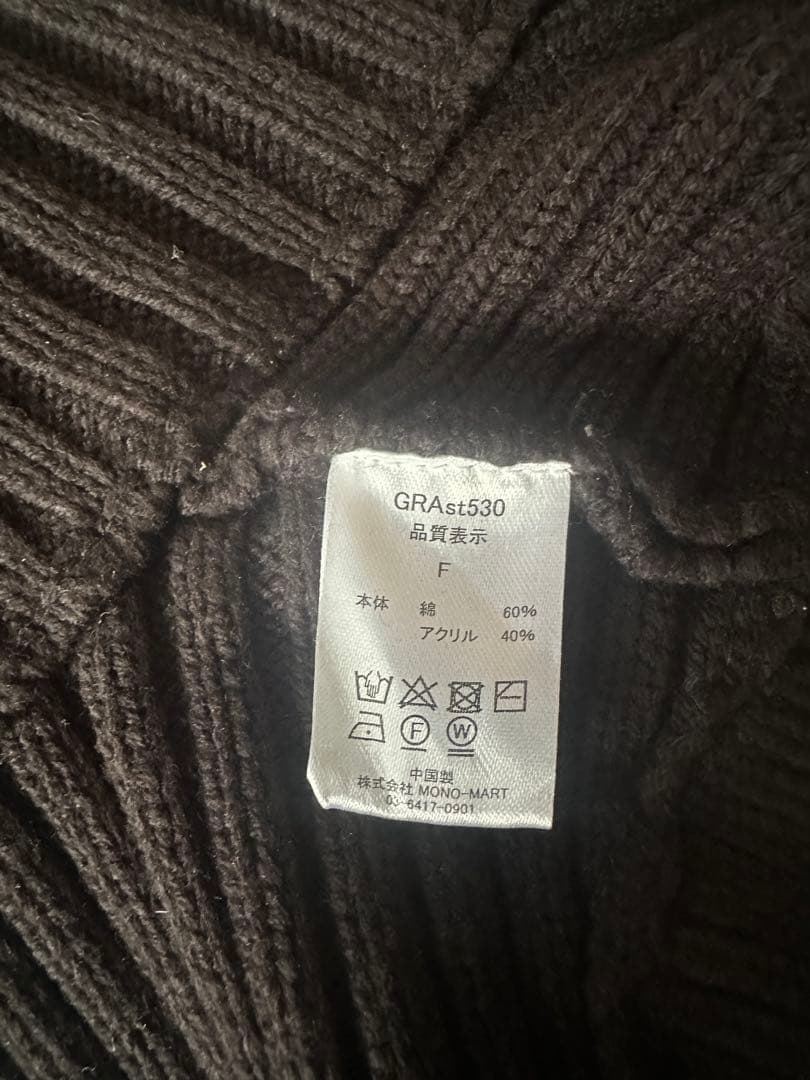 GRAst530
品質表示
F
本体 綿 60%
アクリル 40%
F W
中国製
株式会社 MONO-MART
03-6417-0901